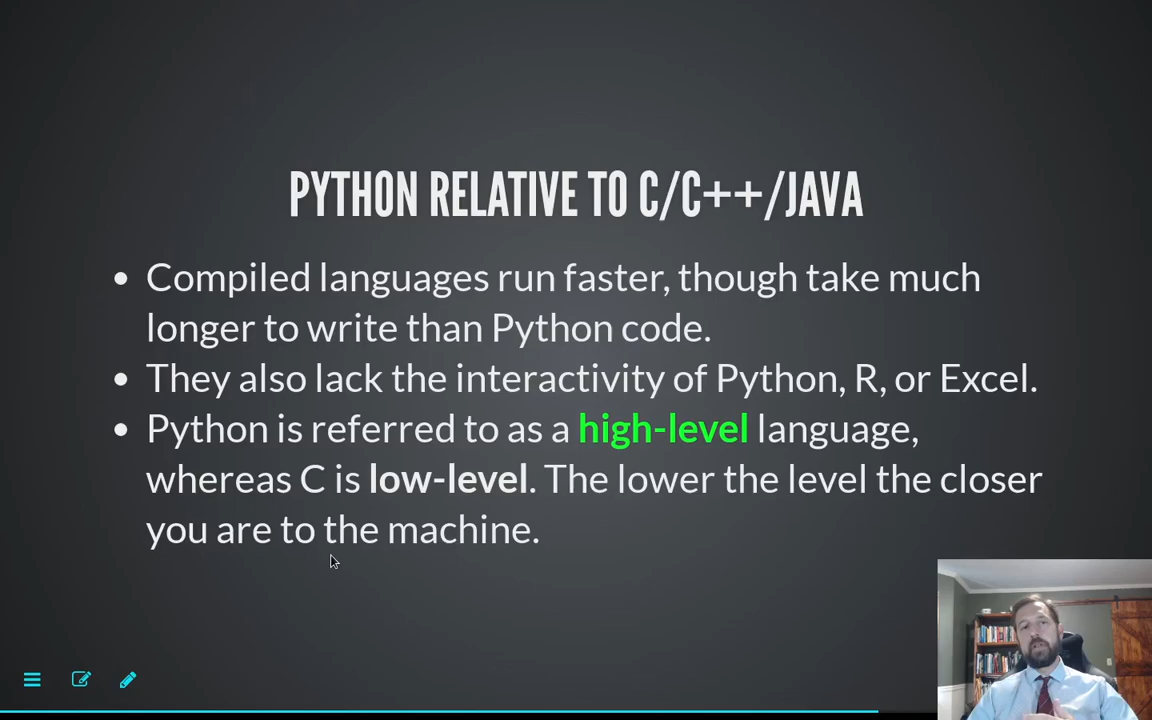 PYTHON RELATIVE TO C/C++/JAVA
Compiled languages run faster, though take much
longer to write than Python code.
They also lack the interactivity of Python, R, or Excel.
Python is referred to as a high-level language,
whereas C is low-level. The lower the level the closer
you are to the machine.